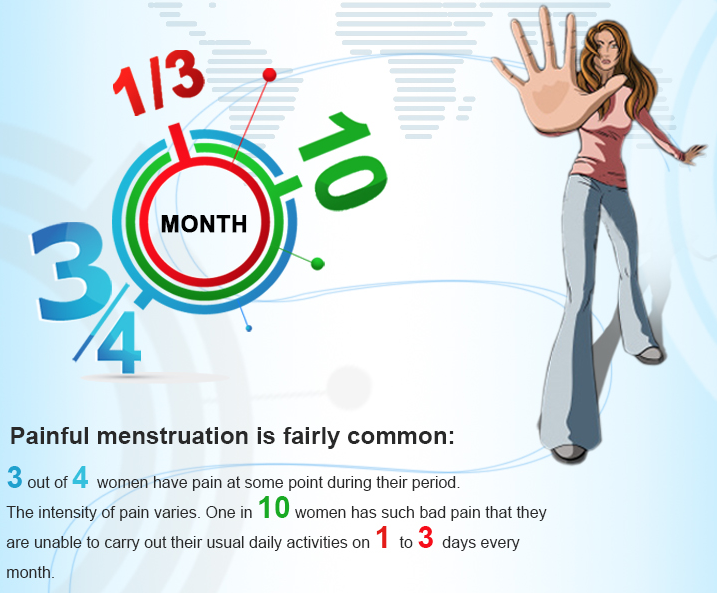 1/3
10
MONTH
3/4
Painful menstruation is fairly common:
3 out of 4 women have pain at some point during their period.
The intensity of pain varies. One in 10 women has such bad pain that they
are unable to carry out their usual daily activities on 1 to 3 days every
month.